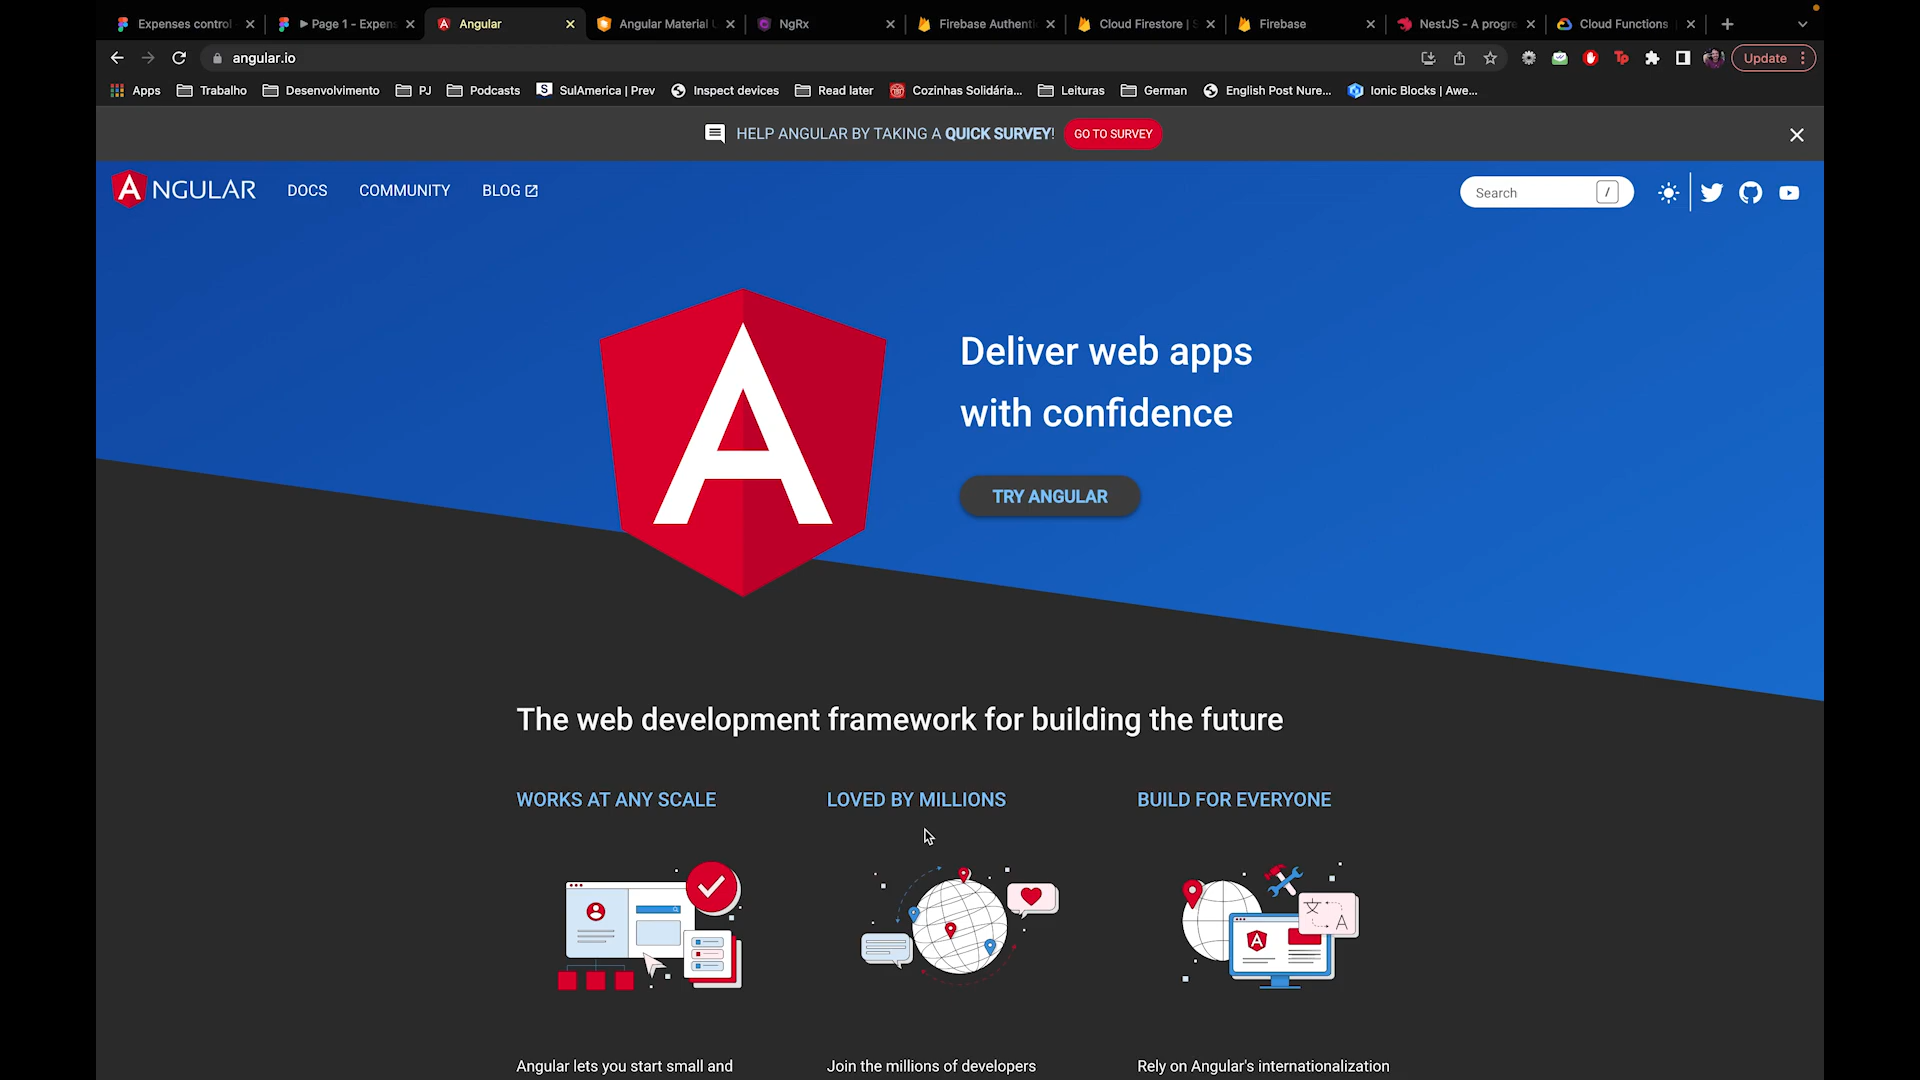 Expenses control
Page 1 - Expens
Angular
Angular Material U
NgRx
Firebase Authenti
Cloud Firestore | S
Firebase
NestJS - A progre
Cloud Functions
angular.io
Tp
Update
Apps
Trabalho
Desenvolvimento
PJ
Podcasts
S
SulAmerica | Prev
Inspect devices
Read later
Cozinhas Solidária...
Leituras
German
English Post Nure...
Ionic Blocks | Awe...
HELP ANGULAR BY TAKING A QUICK SURVEY!
GO TO SURVEY
ANGULAR
DOCS
COMMUNITY
BLOG
Search
/
A
Deliver web apps
with confidence
TRY ANGULAR
The web development framework for building the future
WORKS AT ANY SCALE
LOVED BY MILLIONS
BUILD FOR EVERYONE
文
A
A
Angular lets you start small and
Join the millions of developers
Rely on Angular's internationalization